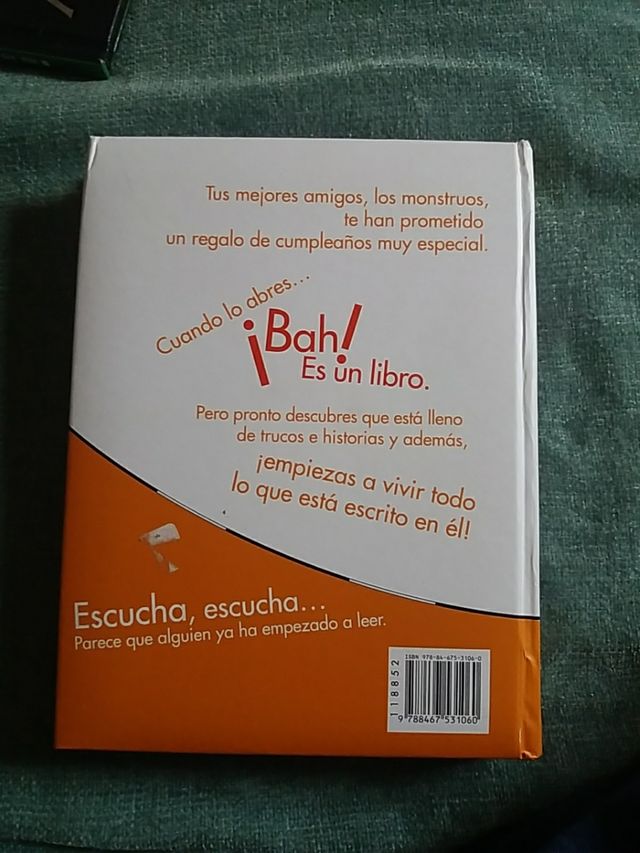 Tus mejores amigos, los monstruos,
te han prometido
un regalo de cumpleaños muy especial.
Cuando lo abres...
¡Bah!
Es un libro.
Pero pronto descubres que está lleno
de trucos e historias y además,
¡empiezas a vivir todo
lo que está escrito en él!
Escucha, escucha...
Parece que alguien ya ha empezado a leer.
ISBN 978-84-675-3106-0
118852
9 788467 531060